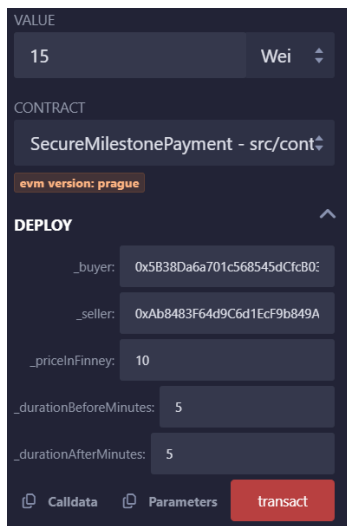 VALUE
15 Wei
CONTRACT
SecureMilestonePayment - src/cont
evm version: prague
DEPLOY
_buyer: 0x5B38Da6a701c568545dCfcB03
_seller: 0xAb8483F64d9C6d1EcF9b849A
_priceInFinney: 10
_durationBeforeMinutes: 5
_durationAfterMinutes: 5
Calldata Parameters transact